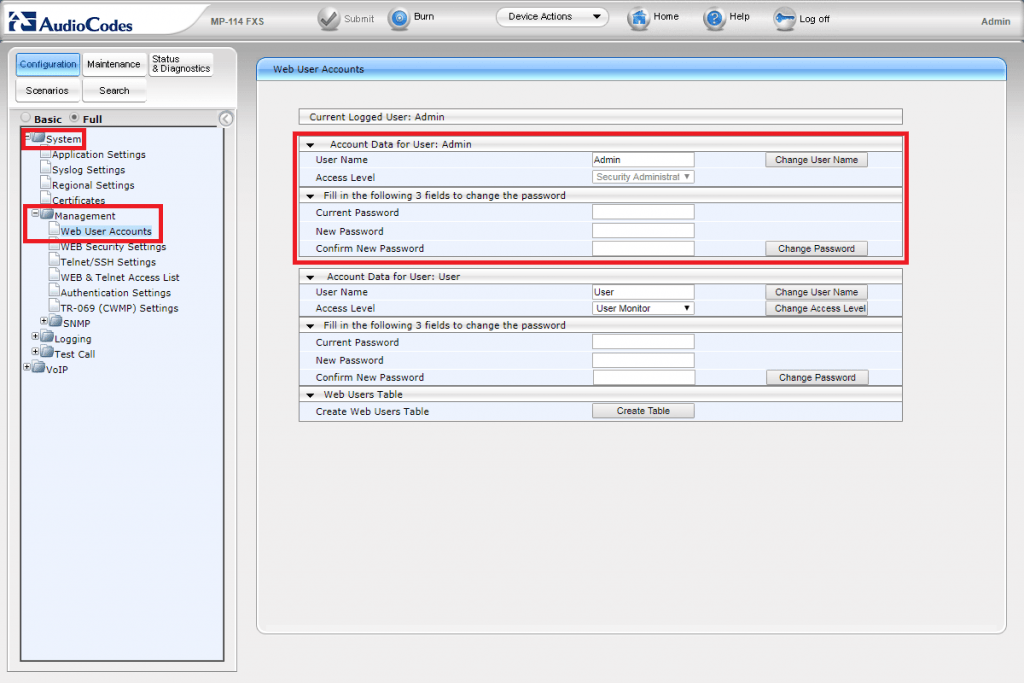 AudioCodes
MP-114 FXS
Submit
Burn
Device Actions
Home
Help
Log off
Admin
Configuration
Maintenance
Status
& Diagnostics
Scenarios
Search
Basic
Full
System
Application Settings
Syslog Settings
Regional Settings
Certificates
Management
Web User Accounts
WEB Security Settings
Telnet/SSH Settings
WEB & Telnet Access List
Authentication Settings
TR-069 (CWMP) Settings
SNMP
Logging
Test Call
VoIP
Web User Accounts
Current Logged User: Admin
Account Data for User: Admin
User Name Admin Change User Name
Access Level Security Administrat
Fill in the following 3 fields to change the password
Current Password
New Password
Confirm New Password Change Password
Account Data for User: User
User Name User Change User Name
Access Level User Monitor Change Access Level
Fill in the following 3 fields to change the password
Current Password
New Password
Confirm New Password Change Password
Web Users Table
Create Web Users Table Create Table